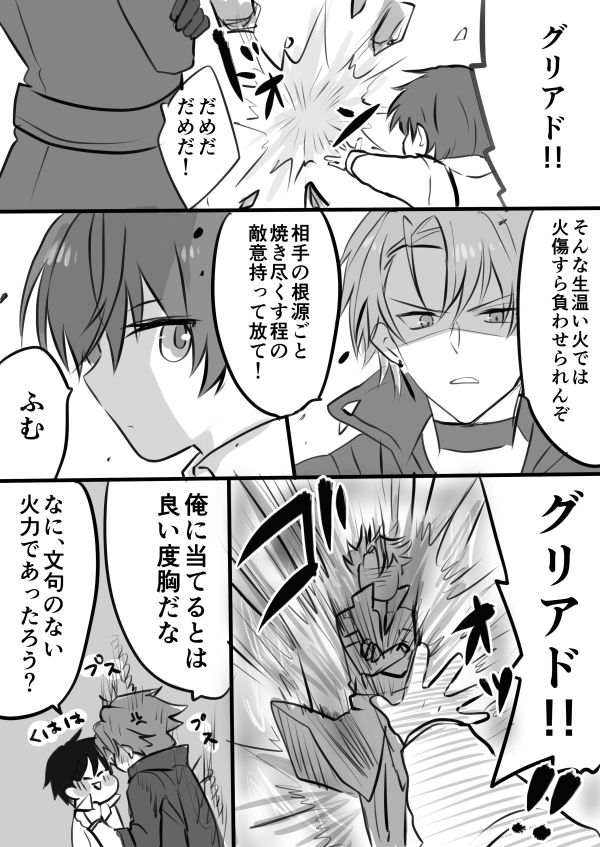 グリアド!!
だめだ
だめだ！
そんな生温い火では
火傷すら負わせられんぞ
相手の根源ごと
焼き尽くす程の
敵意持って放て！
ふむ
グリアド!!
ゴオッ
俺に当てるとは
良い度胸だな
なに、文句のない
火力であったろう？
プス
プス
くはは